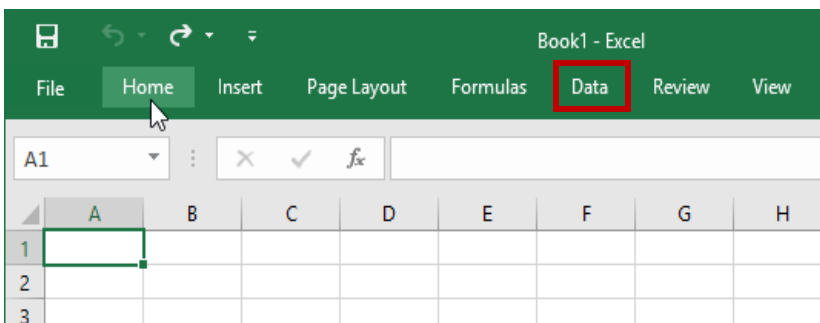 Book1 - Excel
File Home Insert Page Layout Formulas Data Review View
A1 fx
A B C D E F G H
1
2
3